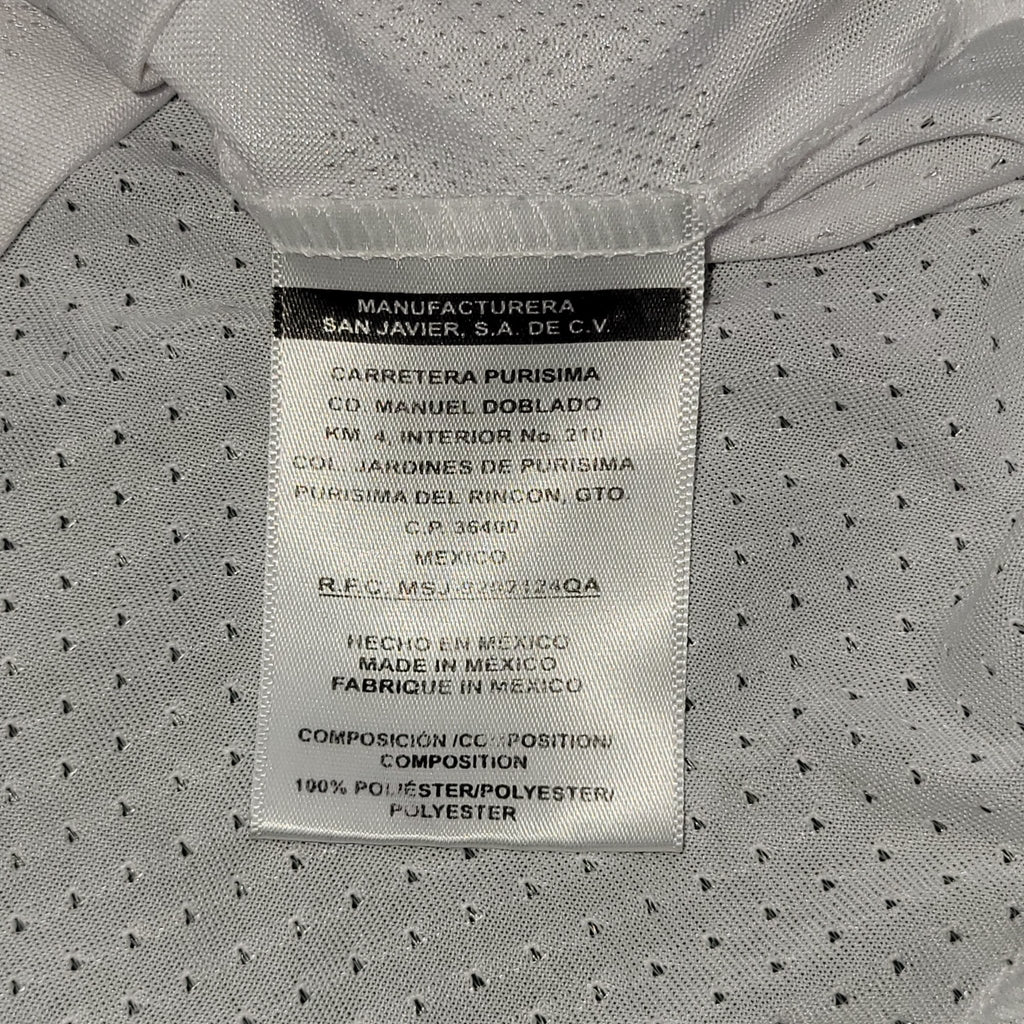 MANUFACTURERA
SAN JAVIER, S.A. DE C.V.
CARRETERA PURISIMA
CD. MANUEL DOBLADO
KM. 4, INTERIOR No. 210
COL. JARDINES DE PURISIMA
PURISIMA DEL RINCON, GTO.
C.P. 36400
MEXICO
R.F.C.
HECHO EN MEXICO
MADE IN MEXICO
FABRIQUE IN MEXICO
COMPOSICIÓN /COMPOSITION/
COMPOSITION
100% POLIÉSTER/POLYESTER/
POLYESTER